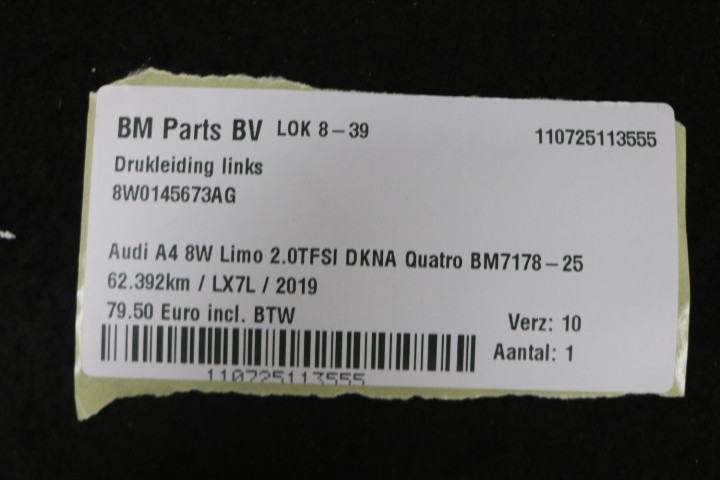 BM Parts BV LOK 8-39 110725113555
Drukleiding links
8W0145673AG
Audi A4 8W Limo 2.0TFSI DKNA Quatro BM7178-25
62.392km / LX7L / 2019
79.50 Euro incl. BTW
Verz: 10
Aantal: 1
110725113555